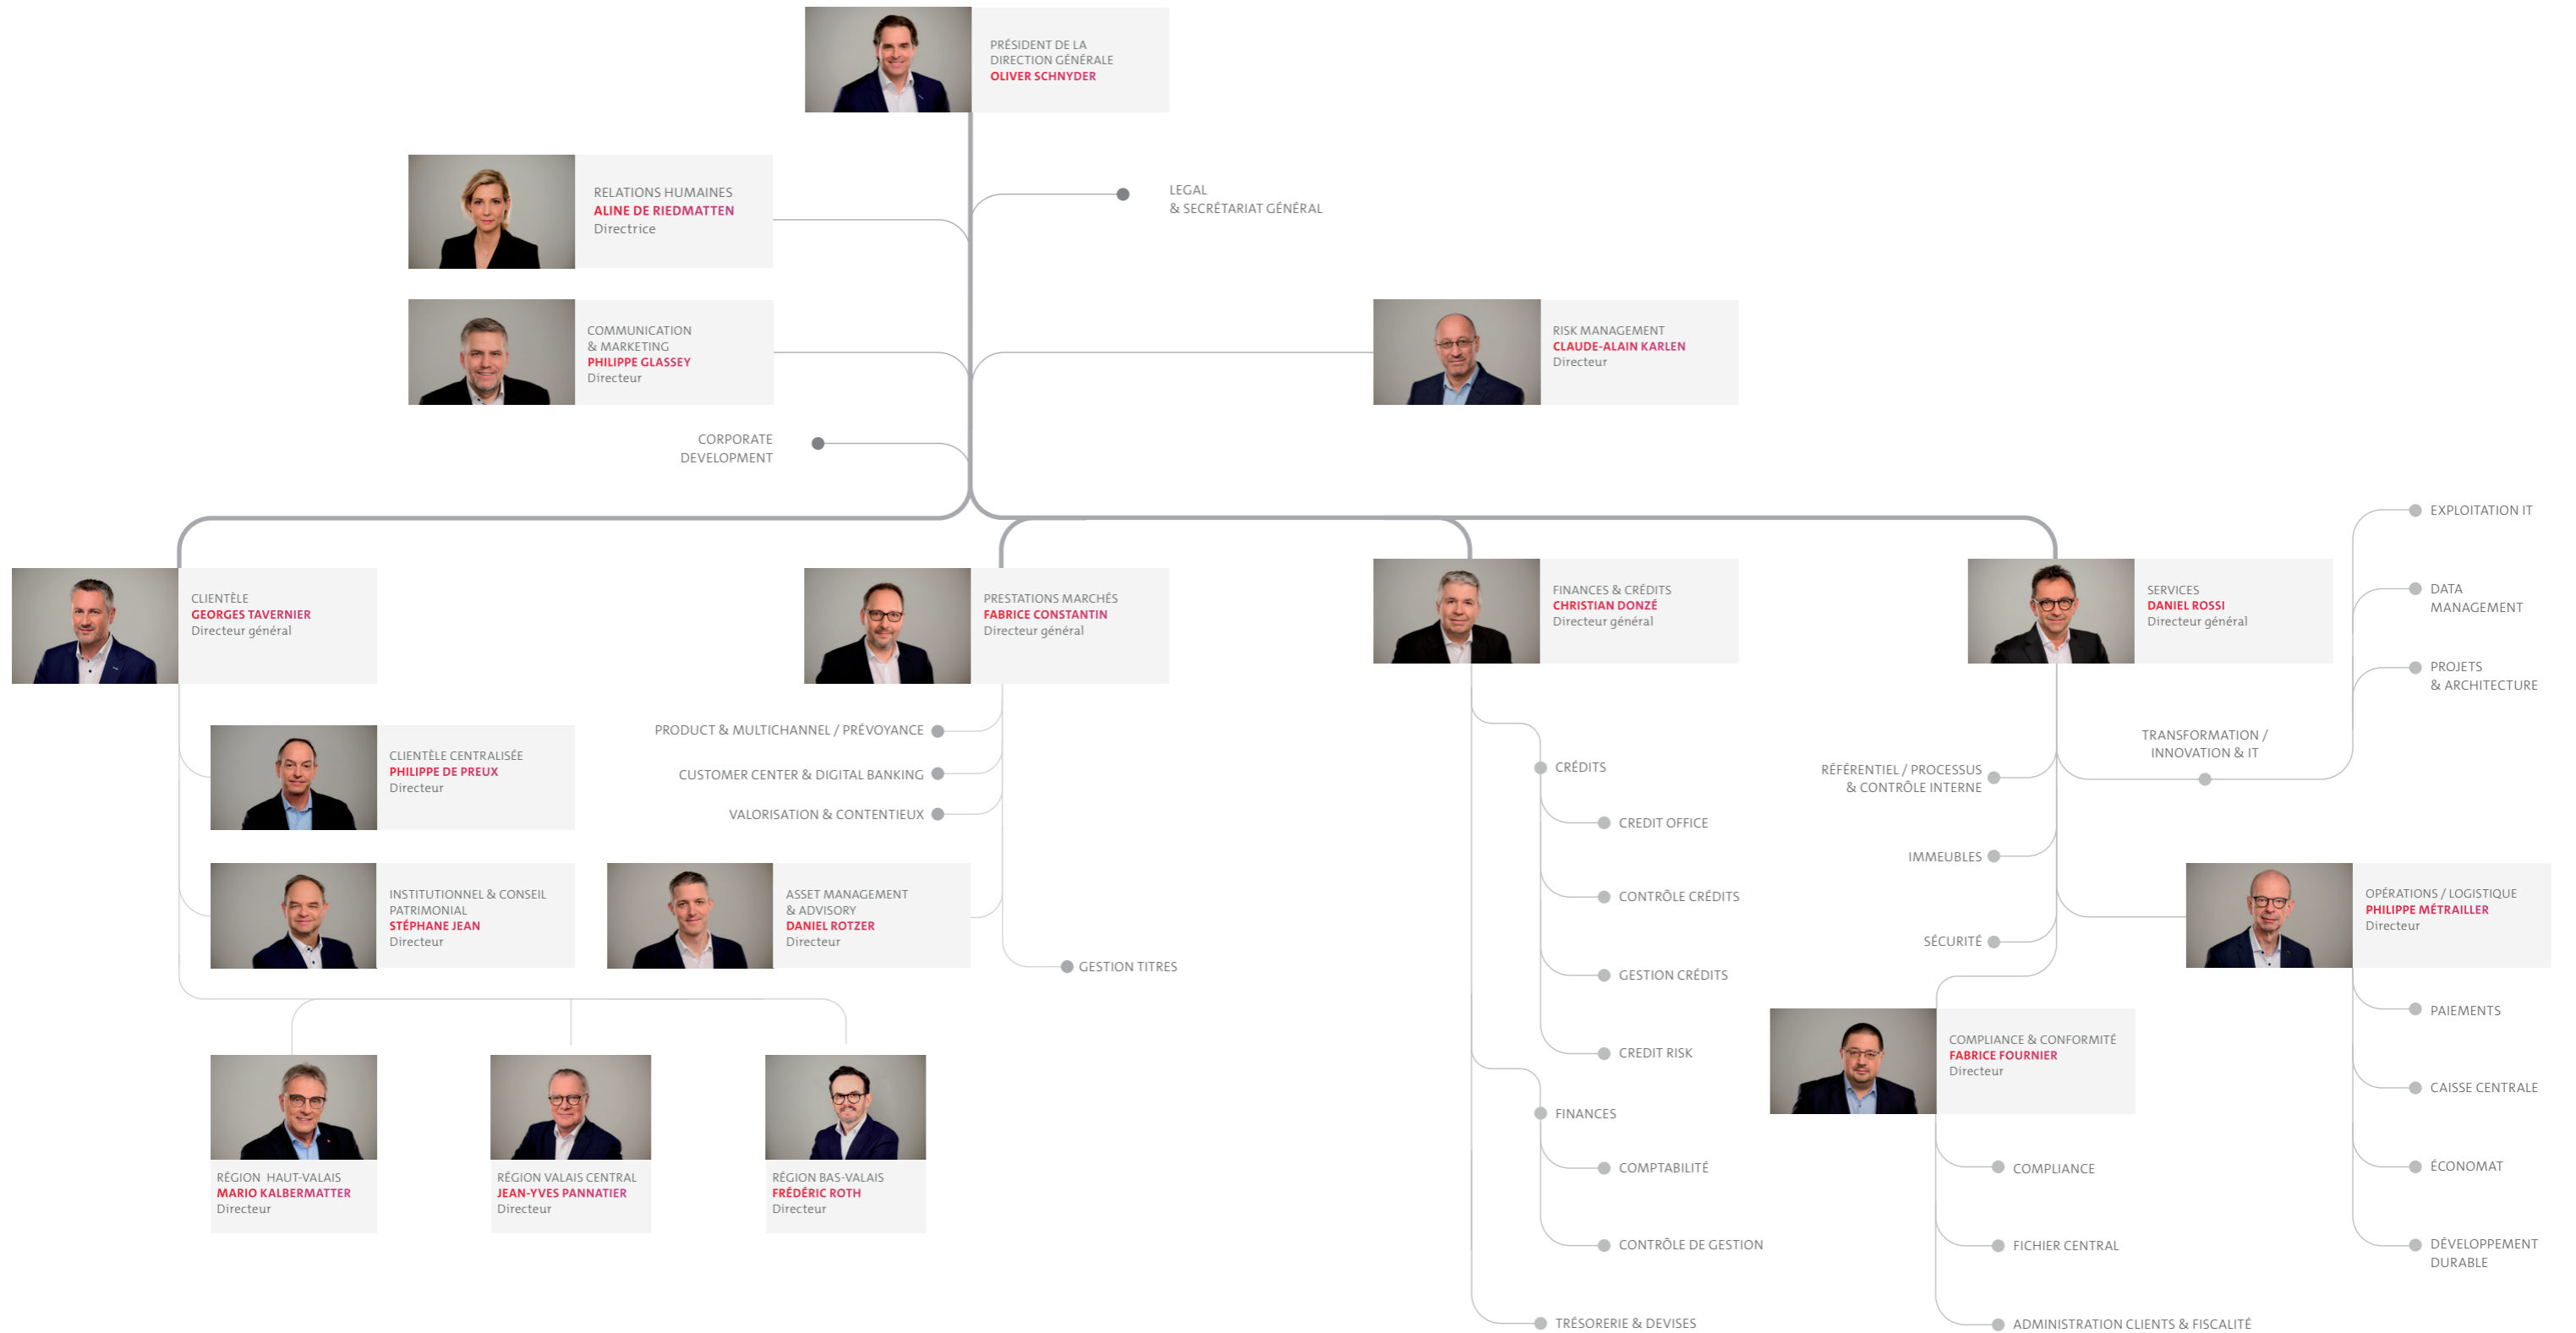 PRÉSIDENT DE LA
DIRECTION GÉNÉRALE
OLIVER SCHNYDER
RELATIONS HUMAINES
ALINE DE RIEDMATTEN
Directrice
LEGAL
& SECRÉTARIAT GÉNÉRAL
COMMUNICATION
& MARKETING
PHILIPPE GLASSEY
Directeur
RISK MANAGEMENT
CLAUDE-ALAIN KARLEN
Directeur
CORPORATE
DEVELOPMENT
CLIENTÈLE
GEORGES TAVERNIER
Directeur général
CLIENTÈLE CENTRALISÉE
PHILIPPE DE PREUX
Directeur
INSTITUTIONNEL & CONSEIL
PATRIMONIAL
STÉPHANE JEAN
Directeur
RÉGION HAUT-VALAIS
MARIO KALBERMATTER
Directeur
RÉGION VALAIS CENTRAL
JEAN-YVES PANNATIER
Directeur
RÉGION BAS-VALAIS
FRÉDÉRIC ROTH
Directeur
PRESTATIONS MARCHÉS
FABRICE CONSTANTIN
Directeur général
PRODUCT & MULTICHANNEL / PRÉVOYANCE
CUSTOMER CENTER & DIGITAL BANKING
VALORISATION & CONTENTIEUX
ASSET MANAGEMENT
& ADVISORY
DANIEL ROTZER
Directeur
GESTION TITRES
FINANCES & CRÉDITS
CHRISTIAN DONZÉ
Directeur général
CRÉDITS
CREDIT OFFICE
CONTRÔLE CRÉDITS
GESTION CRÉDITS
CREDIT RISK
FINANCES
COMPTABILITÉ
CONTRÔLE DE GESTION
TRÉSORERIE & DEVISES
SERVICES
DANIEL ROSSI
Directeur général
EXPLOITATION IT
DATA
MANAGEMENT
PROJETS
& ARCHITECTURE
TRANSFORMATION /
INNOVATION & IT
RÉFÉRENTIEL / PROCESSUS
& CONTRÔLE INTERNE
IMMEUBLES
SÉCURITÉ
OPÉRATIONS / LOGISTIQUE
PHILIPPE MÉTRAILLER
Directeur
PAIEMENTS
CAISSE CENTRALE
ÉCONOMAT
DÉVELOPPEMENT
DURABLE
COMPLIANCE & CONFORMITÉ
FABRICE FOURNIER
Directeur
COMPLIANCE
FICHIER CENTRAL
ADMINISTRATION CLIENTS & FISCALITÉ